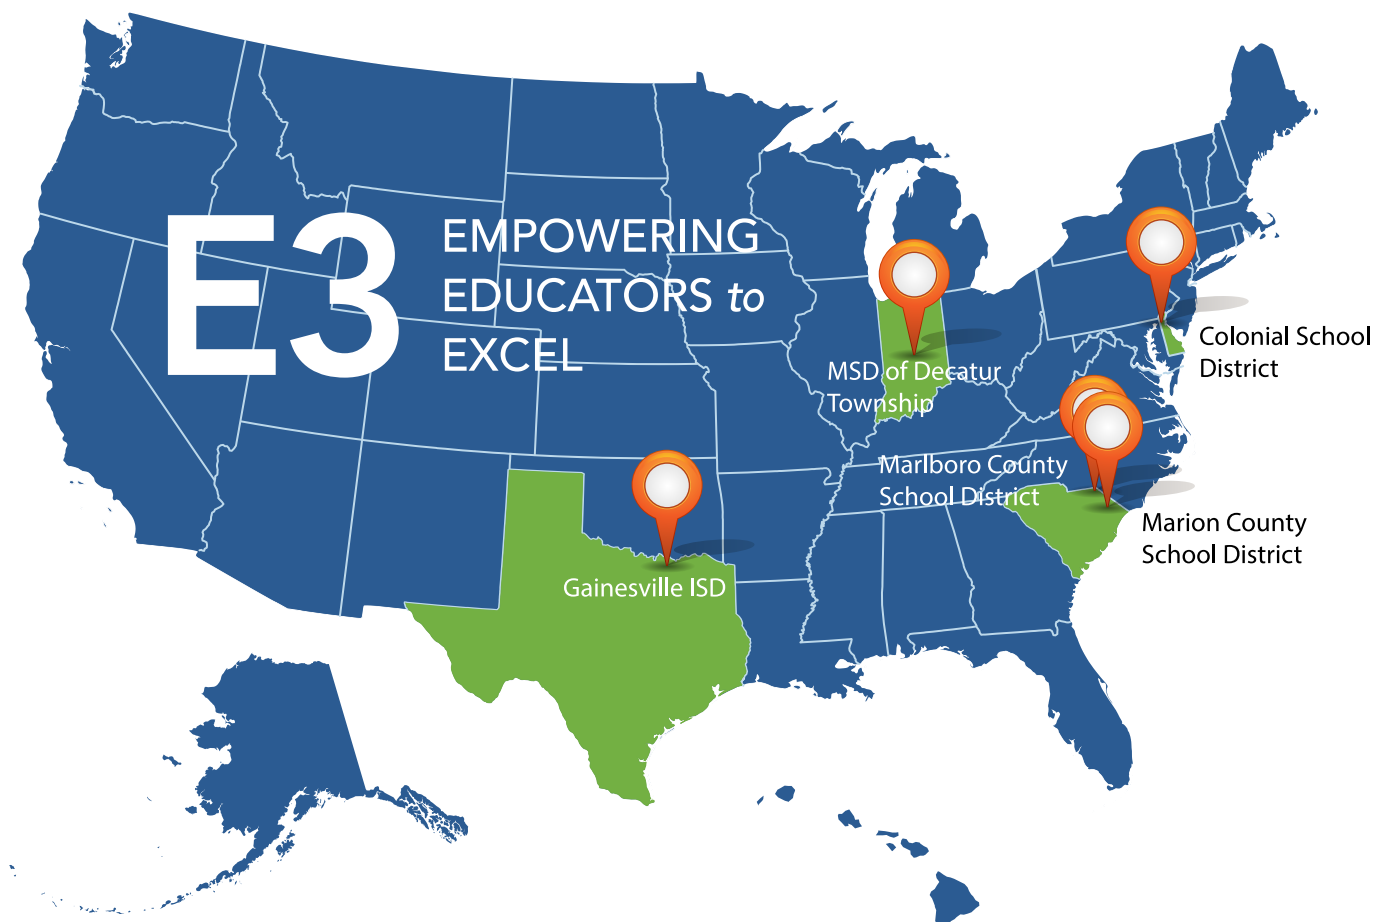 E3
EMPOWERING
EDUCATORS to
EXCEL
Colonial School
District
MSD of Decatur
Township
Marlboro County
School District
Marion County
School District
Gainesville ISD